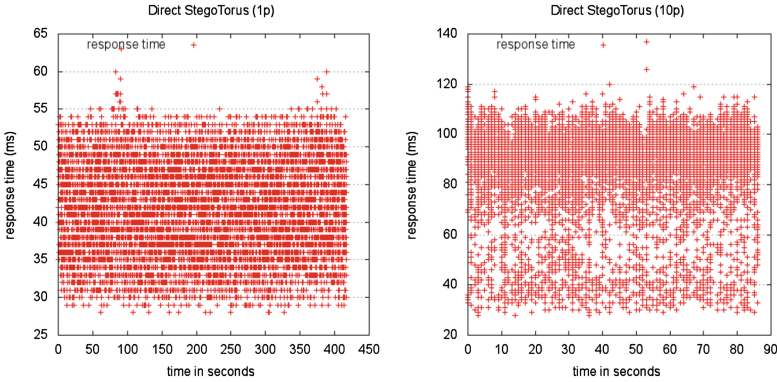 Direct StegoTorus (1p)
65
60
55
50
45
40
35
30
25
response time (ms)
response time
0 50 100 150 200 250 300 350 400 450
time in seconds
Direct StegoTorus (10p)
140
120
100
80
60
40
20
response time (ms)
response time
0 10 20 30 40 50 60 70 80 90
time in seconds